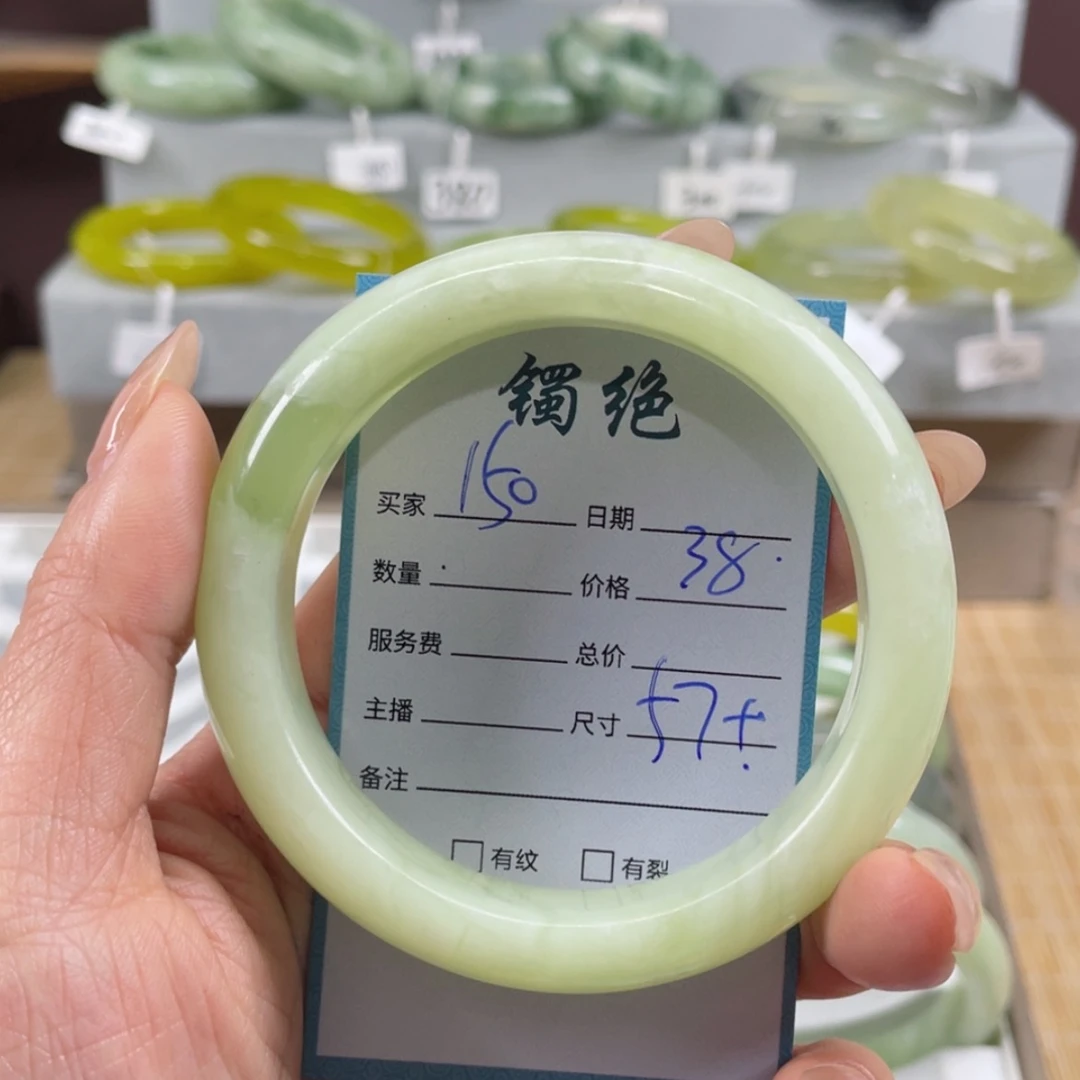 镯绝
买家 150 日期
数量 价格 38
服务费 总价
主播 尺寸 57+
备注
□有纹 □有裂